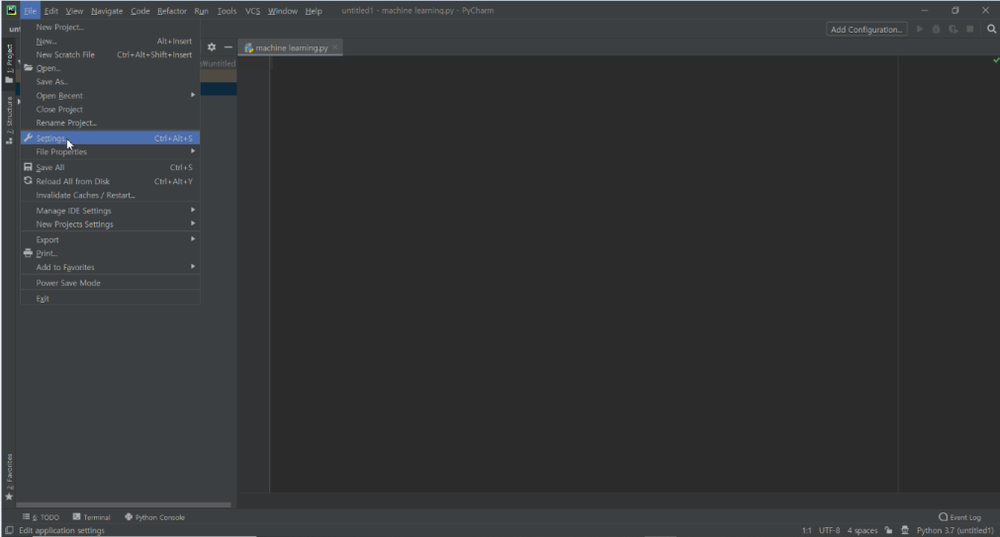 File Edit View Navigate Code Refactor Run Tools VCS Window Help untitled1 - machine learning.py - PyCharm
Add Configuration...
1: Project
machine learning.py
New Project...
New... Alt+Insert
New Scratch File Ctrl+Alt+Shift+Insert
Open...
Save As...
Open Recent
Close Project
Rename Project...
Settings... Ctrl+Alt+S
File Properties
Save All Ctrl+S
Reload All from Disk Ctrl+Alt+Y
Invalidate Caches / Restart...
Manage IDE Settings
New Projects Settings
Export
Print...
Add to Favorites
Power Save Mode
Exit
untitled
Z: Structure
2: Favorites
6: TODO Terminal Python Console Event Log
Edit application settings 1:1 UTF-8 4 spaces Python 3.7 (untitled1)